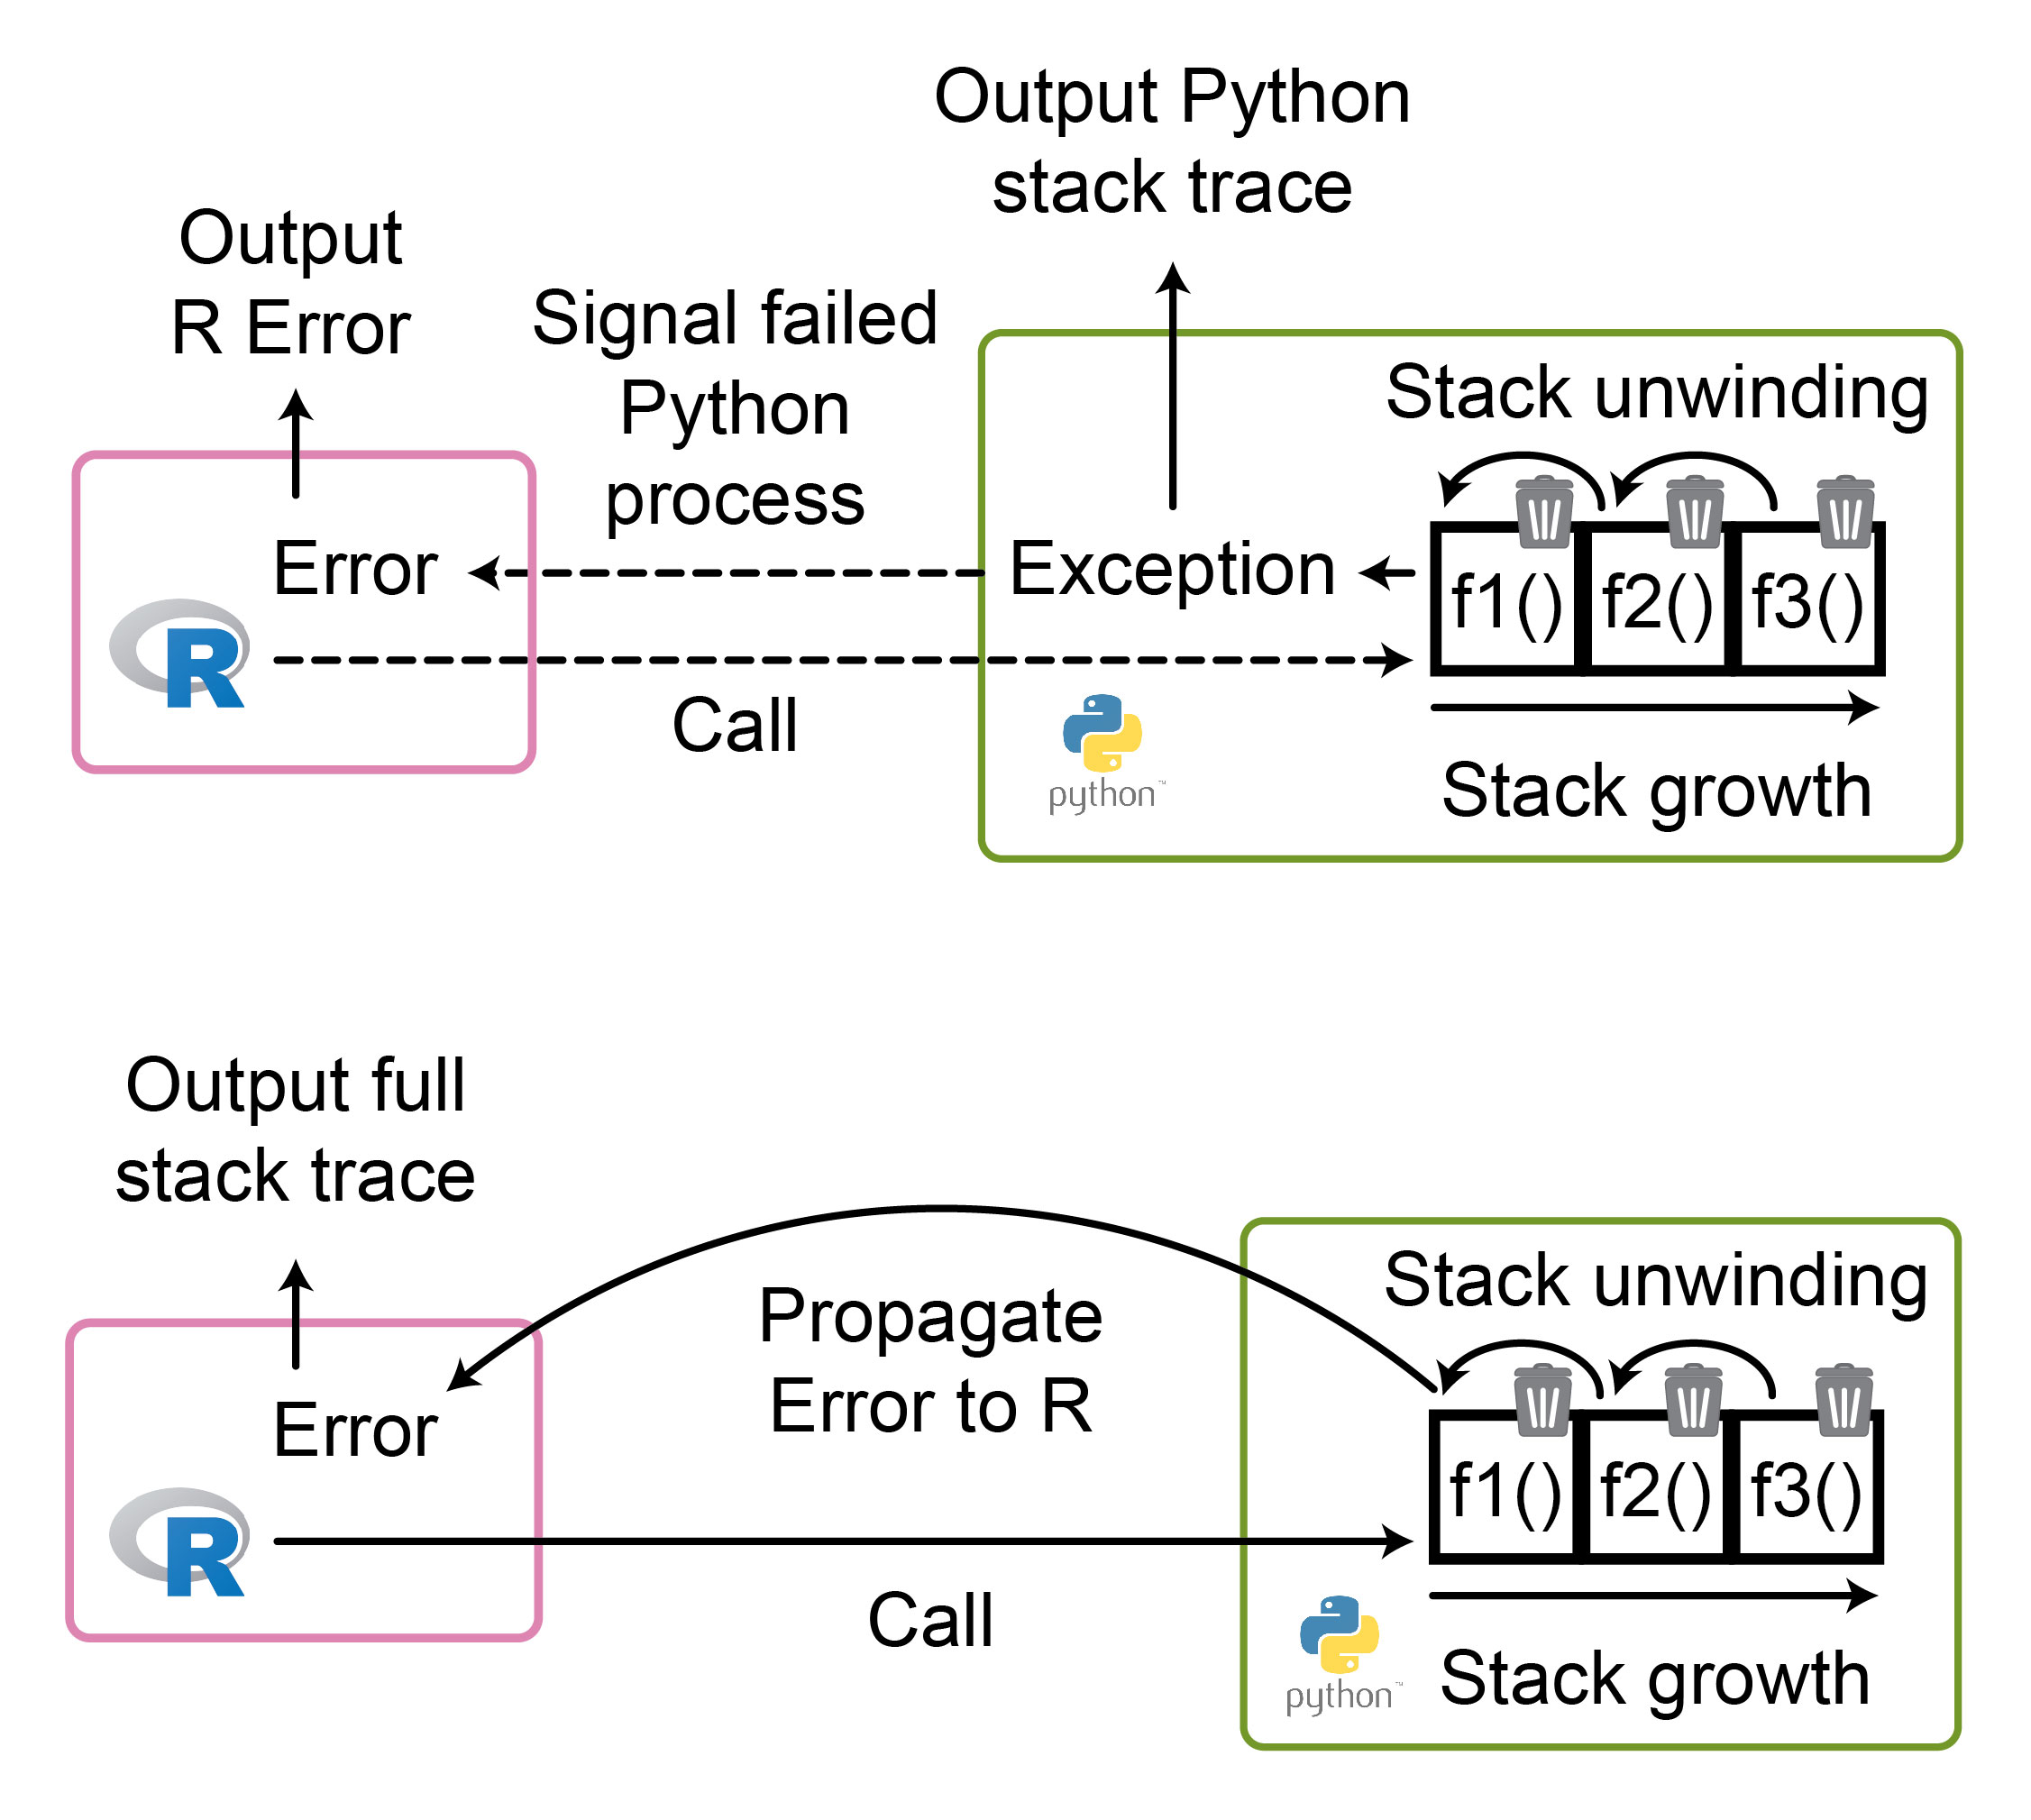 Output Python
stack trace
Output
R Error
Signal failed
Python
process
Stack unwinding
Error
Exception
f1() f2() f3()
R
Call
python™
Stack growth
Output full
stack trace
Propagate
Error to R
Stack unwinding
Error
f1() f2() f3()
R
Call
python™
Stack growth